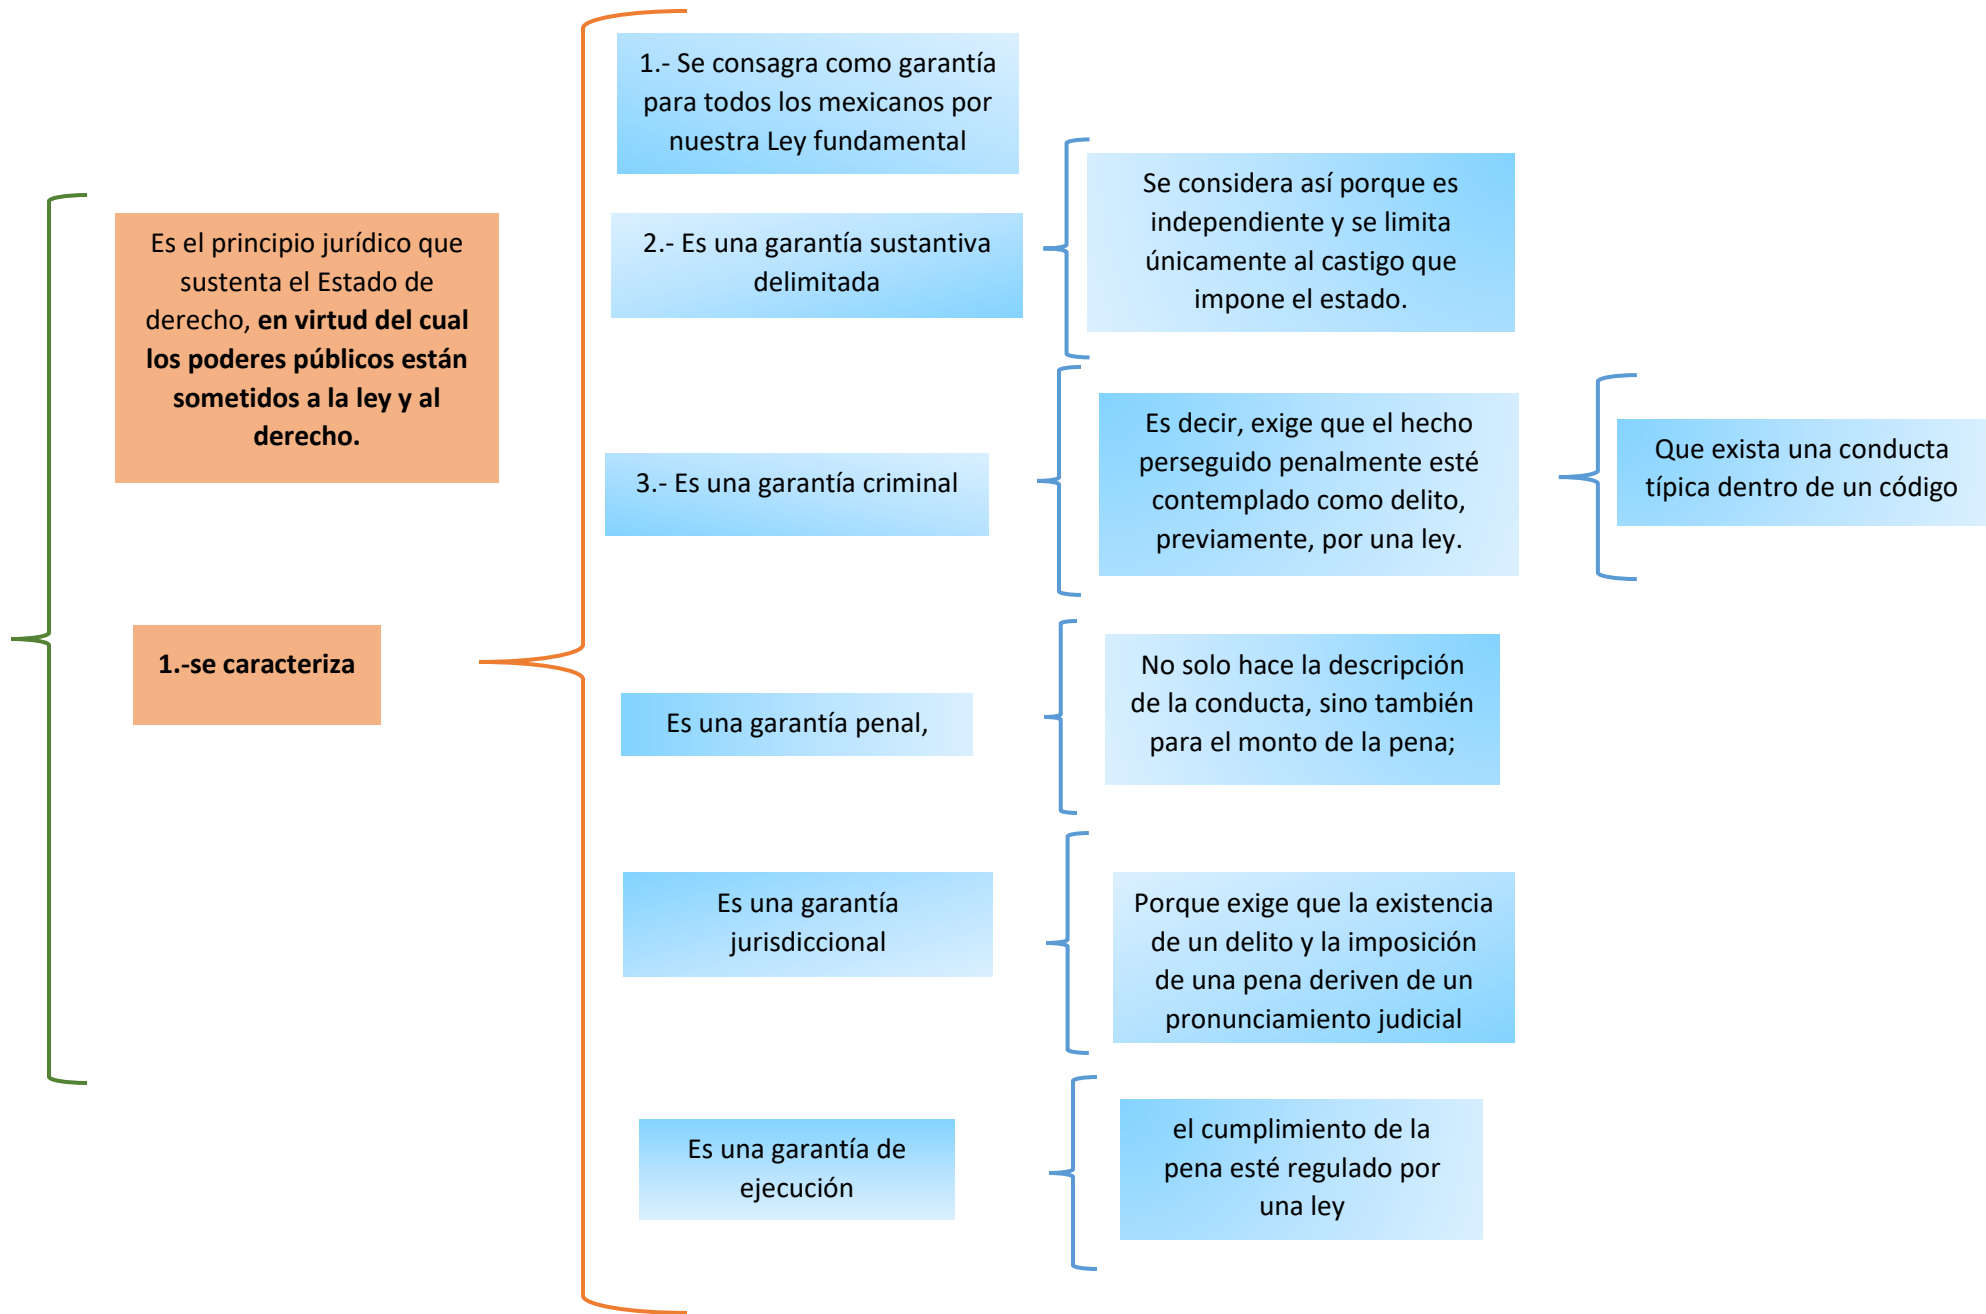 Es el principio jurídico que
sustenta el Estado de
derecho, en virtud del cual
los poderes públicos están
sometidos a la ley y al
derecho.
1.-se caracteriza
1.- Se consagra como garantía
para todos los mexicanos por
nuestra Ley fundamental
2.- Es una garantía sustantiva
delimitada
Se considera así porque es
independiente y se limita
únicamente al castigo que
impone el estado.
3.- Es una garantía criminal
Es decir, exige que el hecho
perseguido penalmente esté
contemplado como delito,
previamente, por una ley.
Que exista una conducta
típica dentro de un código
Es una garantía penal,
No solo hace la descripción
de la conducta, sino también
para el monto de la pena;
Es una garantía
jurisdiccional
Porque exige que la existencia
de un delito y la imposición
de una pena deriven de un
pronunciamiento judicial
Es una garantía de
ejecución
el cumplimiento de la
pena esté regulado por
una ley